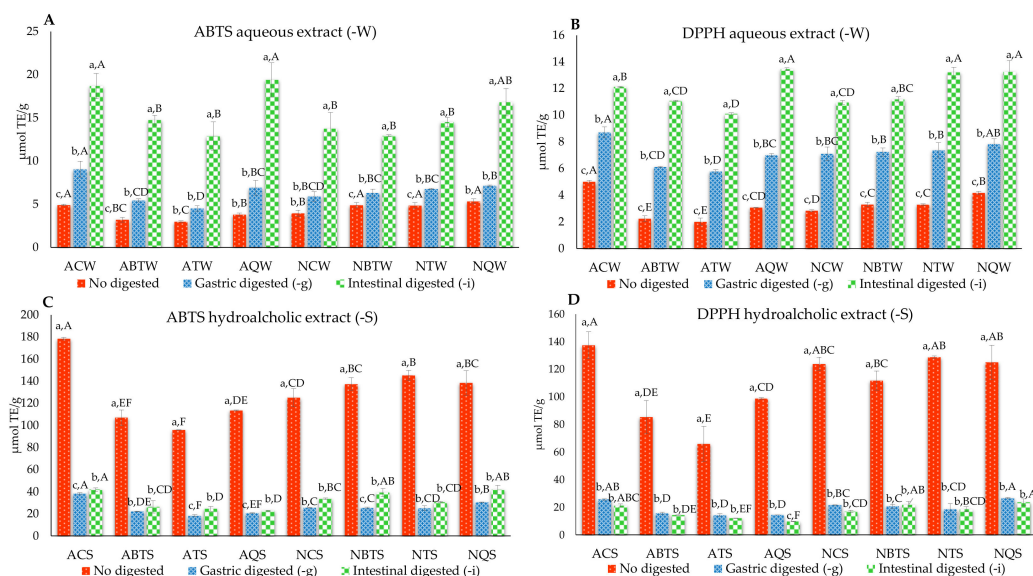 A
ABTS aqueous extract (-W)
µmol TE/g
25
20
15
10
5
0
c,A b,A a,A
c,BC b,CD a,B
b,C b,D a,B
b,B b,BC a,A
b,B b,BCD a,B
c,A b,BC a,B
c,A b,BC a,B
b,A b,B a,AB
ACW ABTW ATW AQW NCW NBTW NTW NQW
No digested Gastric digested (-g) Intestinal digested (-i)
B
DPPH aqueous extract (-W)
µmol TE/g
16
14
12
10
8
6
4
2
0
c,A b,A a,B
c,E b,CD a,CD
c,E b,D a,D
c,CD b,BC a,A
c,D b,BC a,CD
c,C b,B a,BC
c,C b,B a,A
c,B b,AB a,A
ACW ABTW ATW AQW NCW NBTW NTW NQW
No digested Gastric digested (-g) Intestinal digested (-i)
C
ABTS hydroalcholic extract (-S)
µmol TE/g
200
180
160
140
120
100
80
60
40
20
0
a,A c,A b,A
a,EF b,DE b,CD
a,F c,F b,D
a,DE c,EF b,D
a,CD b,C b,BC
a,BC b,C b,AB
a,B b,CD b,CD
a,BC b,B b,AB
ACS ABTS ATS AQS NCS NBTS NTS NQS
No digested Gastric digested (-g) Intestinal digested (-i)
D
DPPH hydroalcholic extract (-S)
µmol TE/g
160
140
120
100
80
60
40
20
0
a,A b,AB b,ABC
a,DE b,D b,DE
a,E b,D b,EF
a,CD b,D c,F
a,ABC b,BC b,C
a,BC b,C b,AB
a,AB b,CD b,BCD
a,AB b,A b,A
ACS ABTS ATS AQS NCS NBTS NTS NQS
No digested Gastric digested (-g) Intestinal digested (-i)